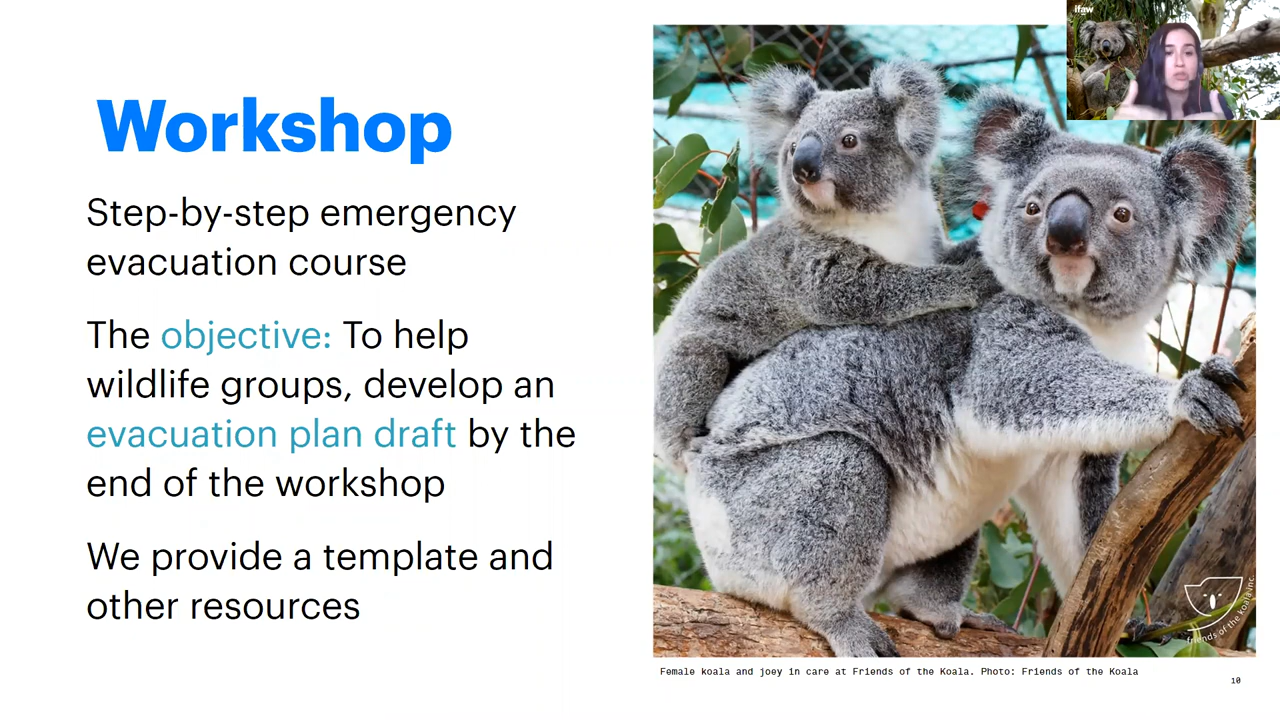 ifaw
Workshop
Step-by-step emergency
evacuation course
The objective: To help
wildlife groups, develop an
evacuation plan draft by the
end of the workshop
We provide a template and
other resources
friends of the koala inc.
Female koala and joey in care at Friends of the Koala. Photo: Friends of the Koala
10